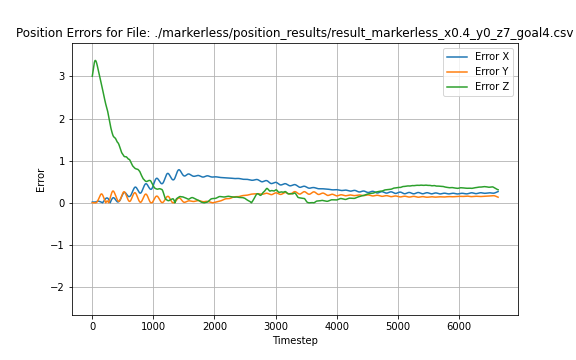 Position Errors for File: ./markerless/position_results/result_markerless_x0.4_y0_z7_goal4.csv
Error X
Error Y
Error Z
3
2
1
0
−1
−2
Error
0 1000 2000 3000 4000 5000 6000
Timestep